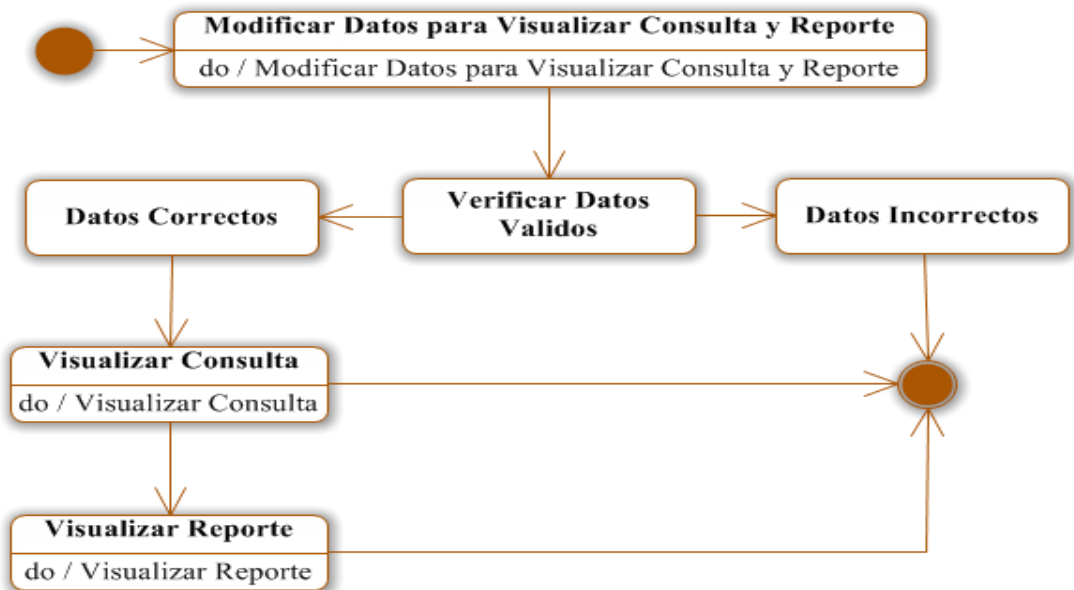 Modificar Datos para Visualizar Consulta y Reporte
do / Modificar Datos para Visualizar Consulta y Reporte
Datos Correctos
Verificar Datos
Validos
Datos Incorrectos
Visualizar Consulta
do / Visualizar Consulta
Visualizar Reporte
do / Visualizar Reporte